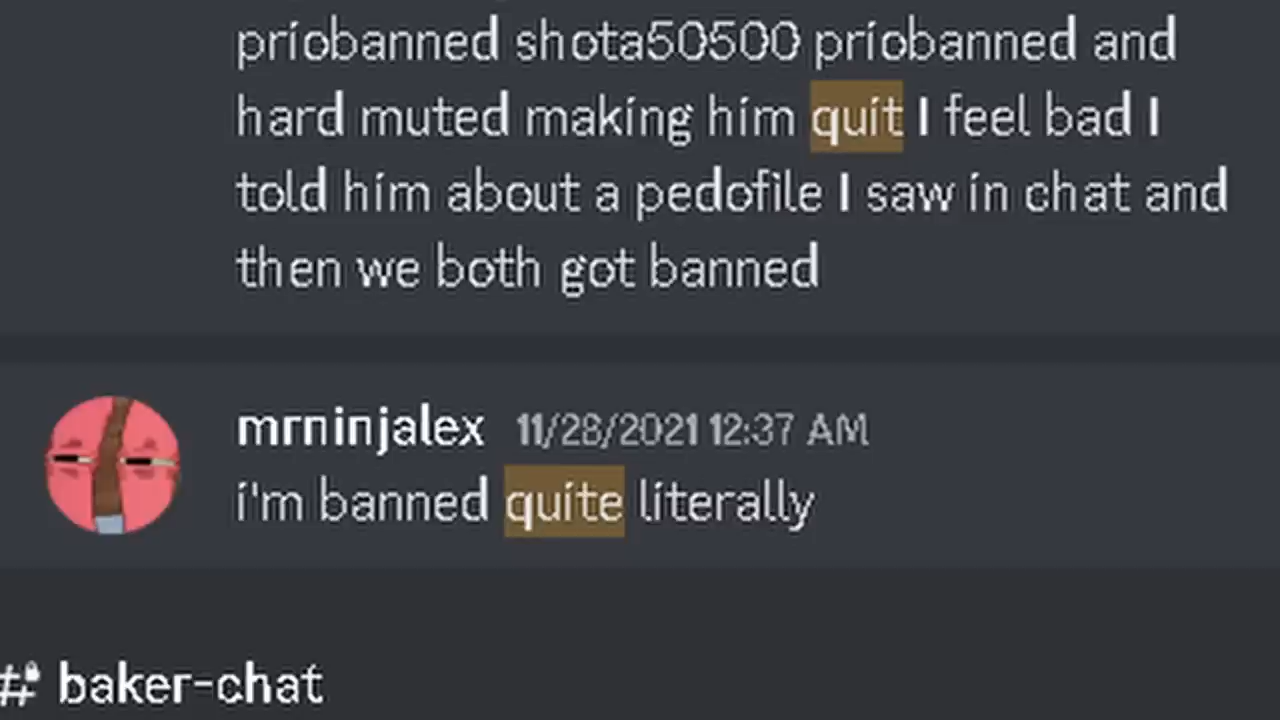 priobanned shota50500 priobanned and
hard muted making him quit I feel bad I
told him about a pedofile I saw in chat and
then we both got banned
mrninjalex 11/28/2021 12:37 AM
i'm banned quite literally
# baker-chat